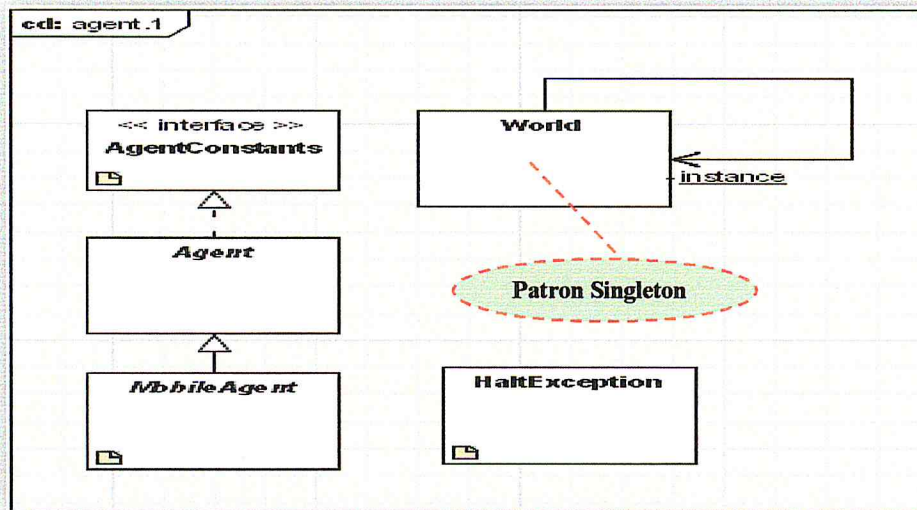 cd: agent.1
<< interface >>
AgentConstants
Agent
MobileAgent
World
- instance
Patron Singleton
HaltException